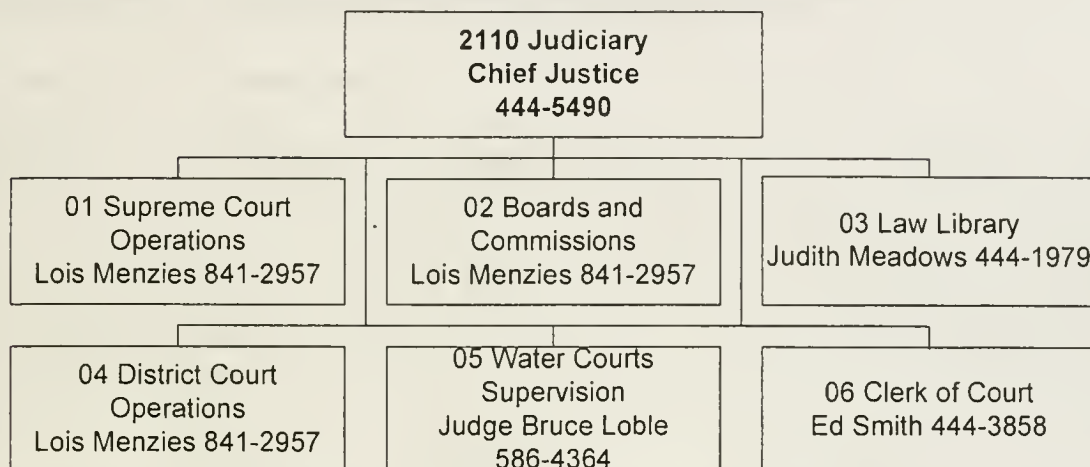 2110 Judiciary
Chief Justice
444-5490
01 Supreme Court
Operations
Lois Menzies 841-2957
02 Boards and
Commissions
Lois Menzies 841-2957
03 Law Library
Judith Meadows 444-1979
04 District Court
Operations
Lois Menzies 841-2957
05 Water Courts
Supervision
Judge Bruce Loble
586-4364
06 Clerk of Court
Ed Smith 444-3858